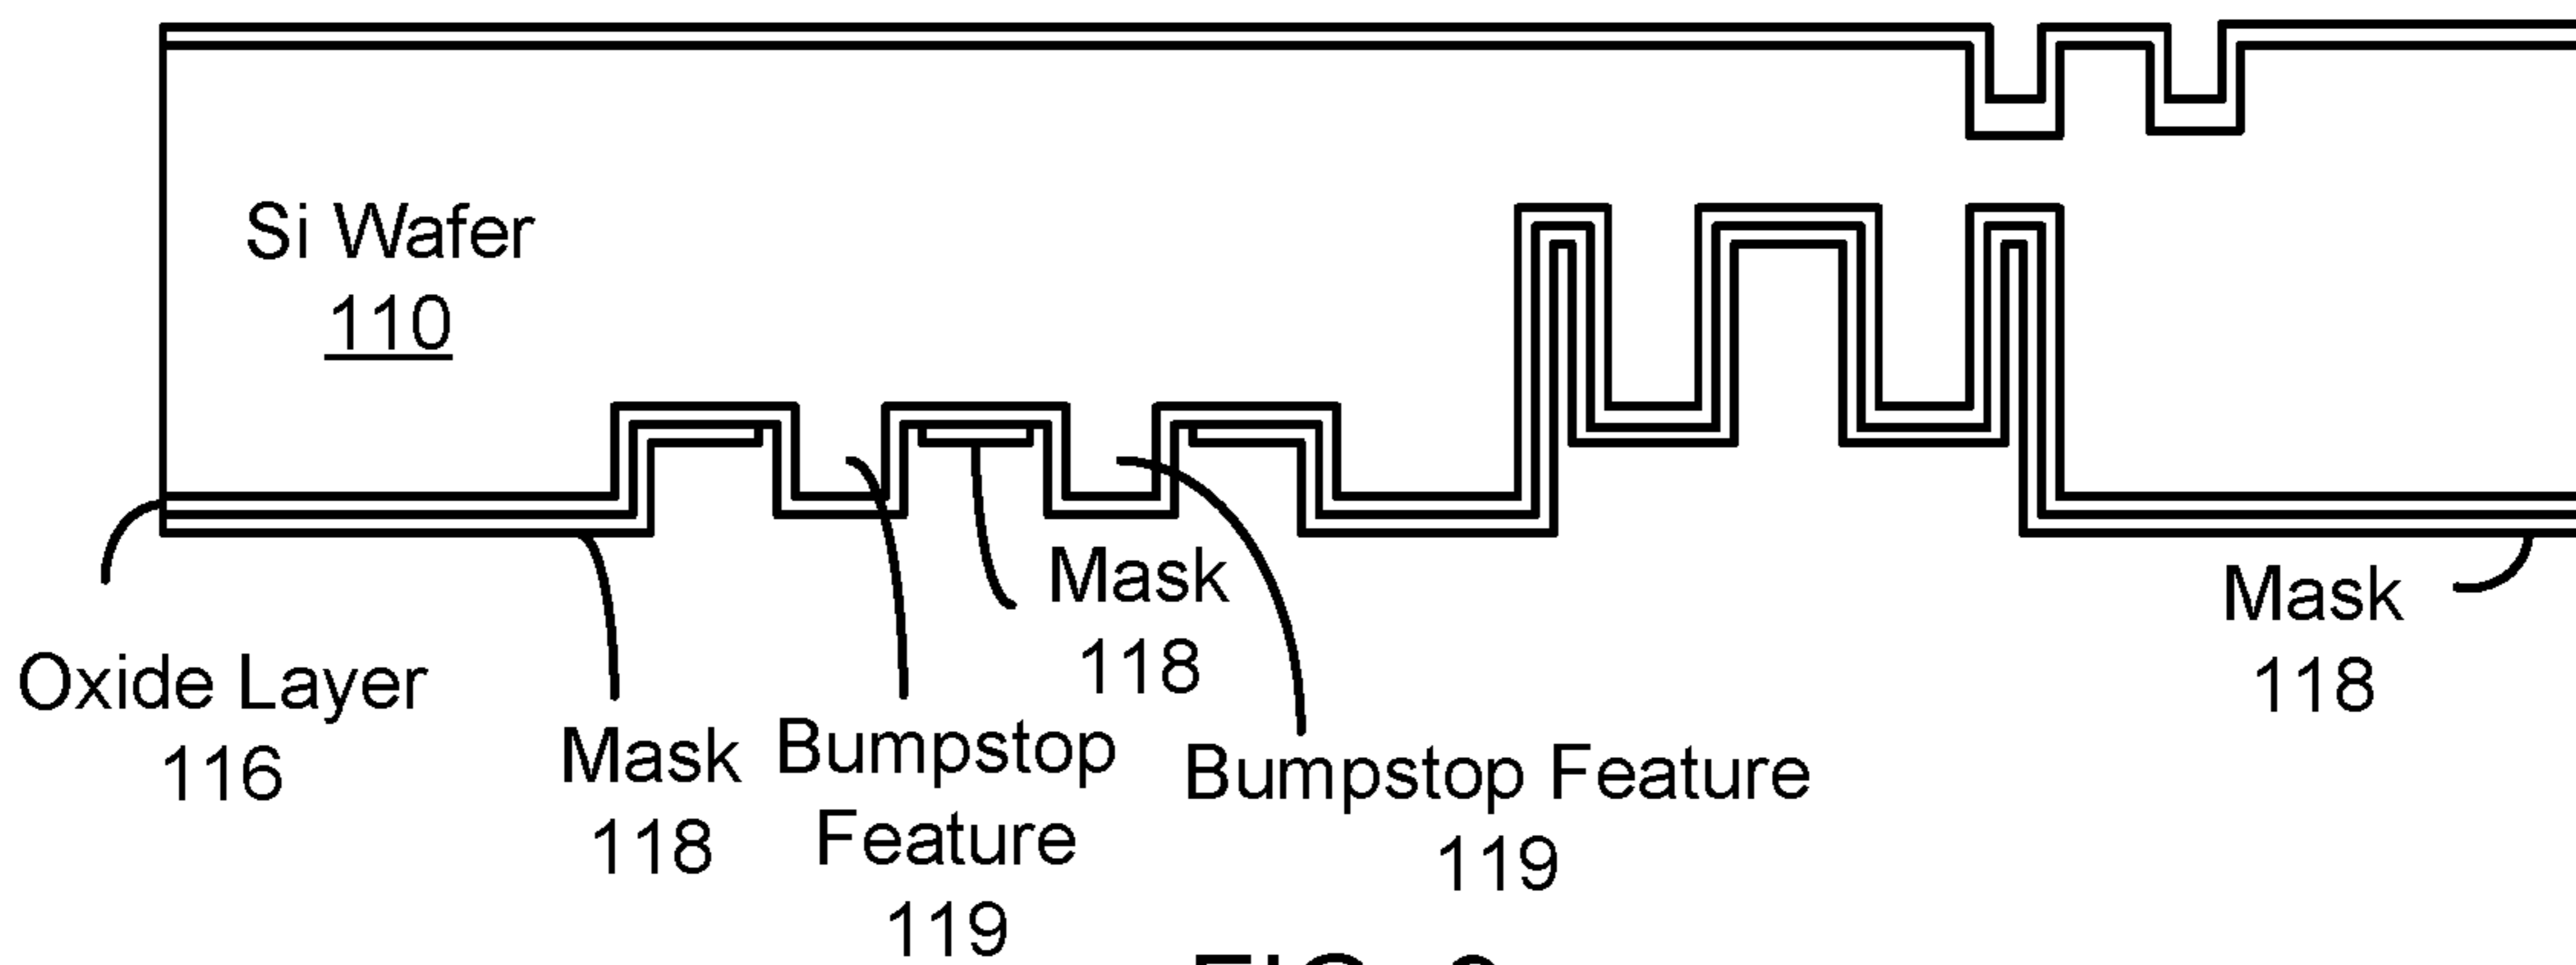 Si Wafer
110
Oxide Layer
116
Mask
118
Bumpstop
Feature
119
Mask
118
Bumpstop Feature
119
Mask
118